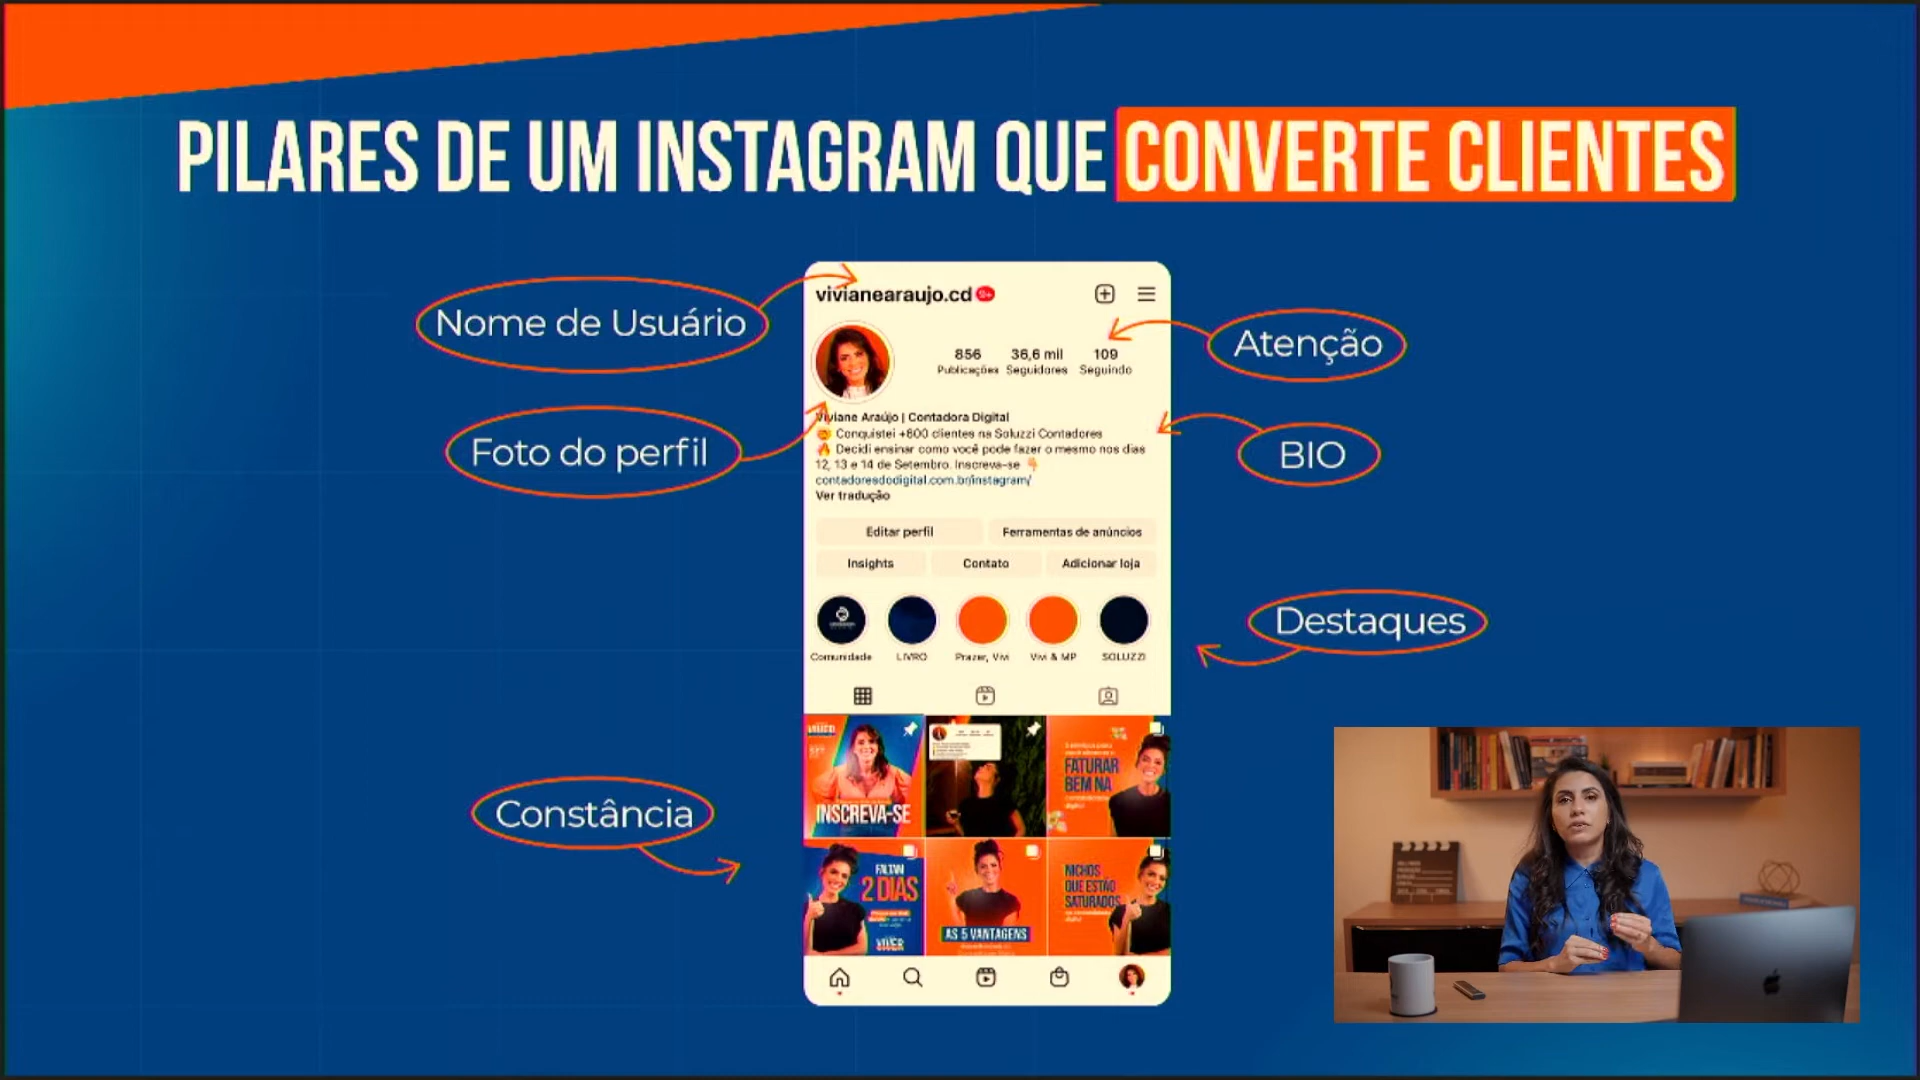 PILARES DE UM INSTAGRAM QUE CONVERTE CLIENTES
Nome de Usuário
Foto do perfil
Constância
Atenção
BIO
Destaques
vivianearaujo.cd 9+
856 36,6 mil 109
Publicações Seguidores Seguindo
Viviane Araújo | Contadora Digital
Conquistei +600 clientes na Soluzzi Contadores
Decidi ensinar como você pode fazer o mesmo nos dias
12, 13 e 14 de Setembro. Inscreva-se
contadoresdodigital.com.br/instagram/
Ver tradução
Editar perfil Ferramentas de anúncios
Insights Contato Adicionar loja
Comunidade LIVRO Prazer, Vivi Vivi & MP SOLUZZI
INSCREVA-SE
FATURAR
BEM NA
FALTAM
2 DIAS
VIVER
AS 5 VANTAGENS
NICHOS
QUE ESTÃO
SATURADOS